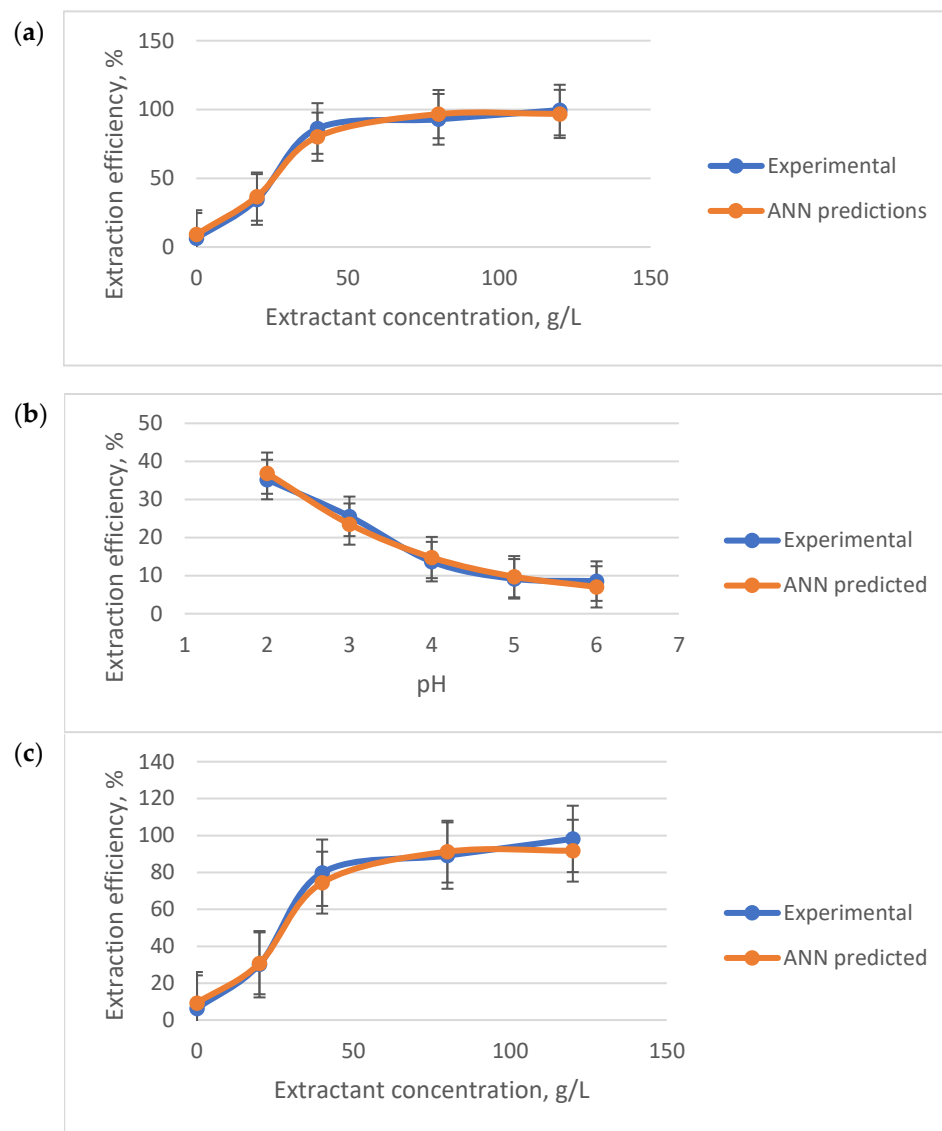 (a)
Extraction efficiency, %
150
100
50
0
0 50 100 150
Extractant concentration, g/L
Experimental
ANN predictions
(b)
Extraction efficiency, %
50
40
30
20
10
0
1 2 3 4 5 6 7
pH
Experimental
ANN predicted
(c)
Extraction efficiency, %
140
120
100
80
60
40
20
0
0 50 100 150
Extractant concentration, g/L
Experimental
ANN predicted